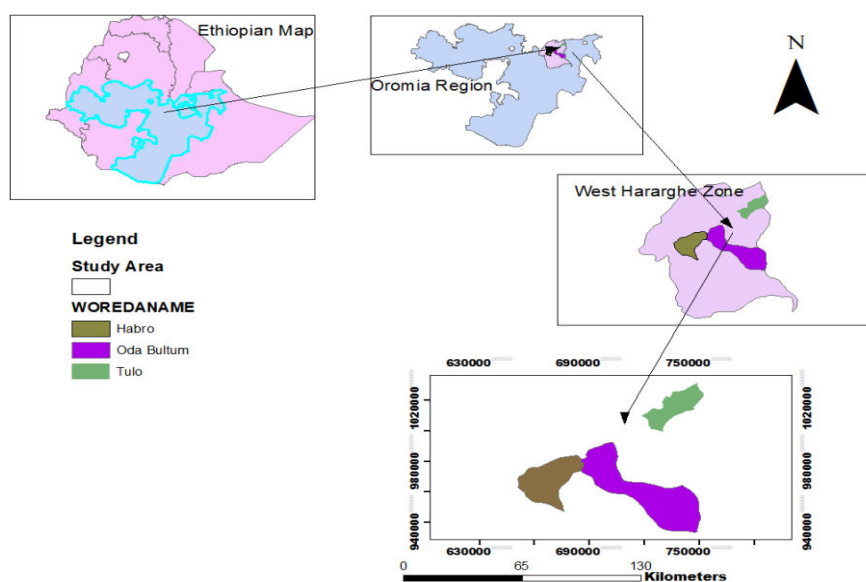 Ethiopian Map
Oromia Region
N
West Hararghe Zone
Legend
Study Area
WOREDANAME
Habro
Oda Bultum
Tulo
630000 690000 750000
1020000 1020000
980000 980000
940000 940000
630000 690000 750000
0 65 130
Kilometers